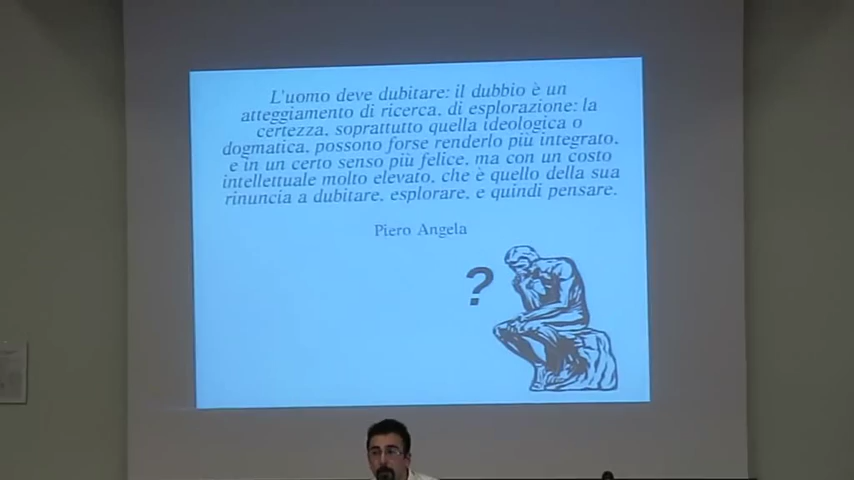 L'uomo deve dubitare: il dubbio è un
atteggiamento di ricerca, di esplorazione: la
certezza, soprattutto quella ideologica o
dogmatica, possono forse renderlo più integrato,
e in un certo senso più felice, ma con un costo
intellettuale molto elevato, che è quello della sua
rinuncia a dubitare, esplorare, e quindi pensare.
Piero Angela
?